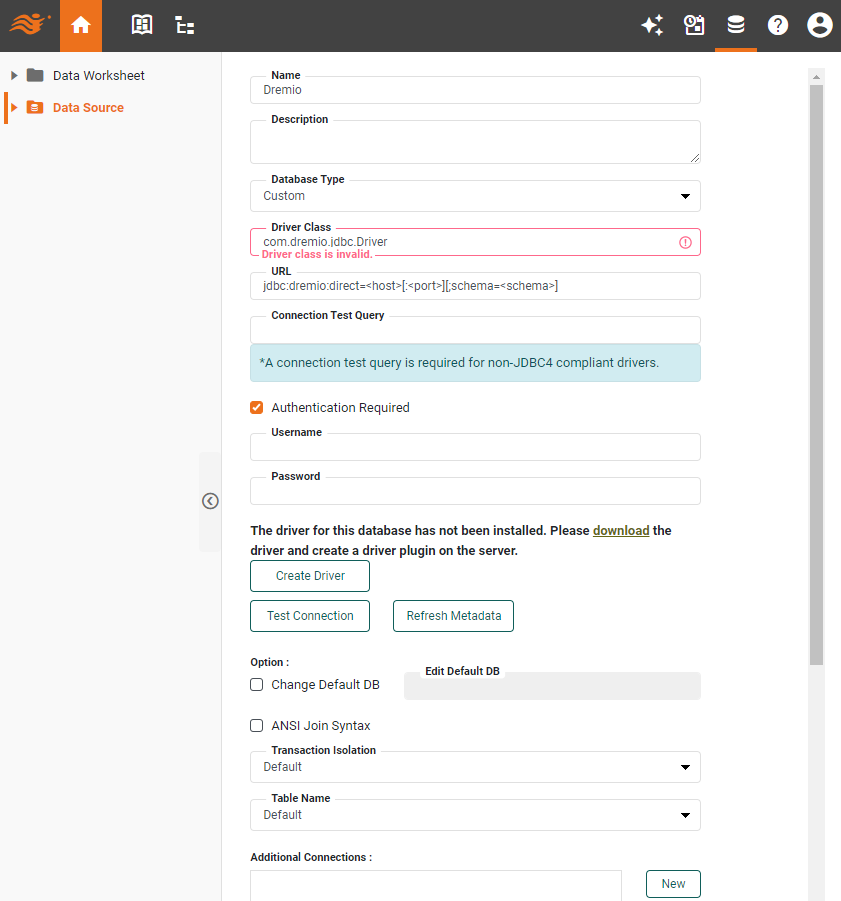 Data Worksheet
Data Source
Name
Dremio
Description
Database Type
Custom
Driver Class
com.dremio.jdbc.Driver
Driver class is invalid.
URL
jdbc:dremio:direct=<host>[:<port>][;schema=<schema>]
Connection Test Query
*A connection test query is required for non-JDBC4 compliant drivers.
Authentication Required
Username
Password
The driver for this database has not been installed. Please download the
driver and create a driver plugin on the server.
Create Driver
Test Connection
Refresh Metadata
Option :
Edit Default DB
Change Default DB
ANSI Join Syntax
Transaction Isolation
Default
Table Name
Default
Additional Connections :
New